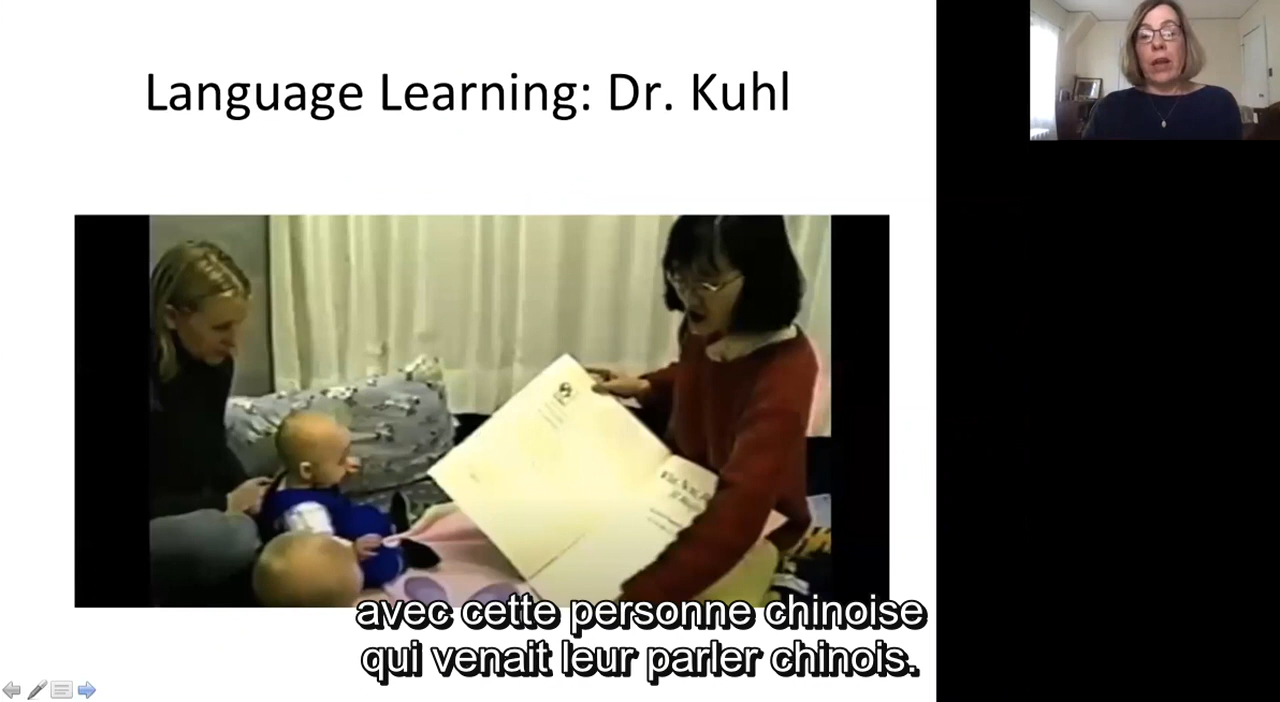 Language Learning: Dr. Kuhl
avec cette personne chinoise
qui venait leur parler chinois.